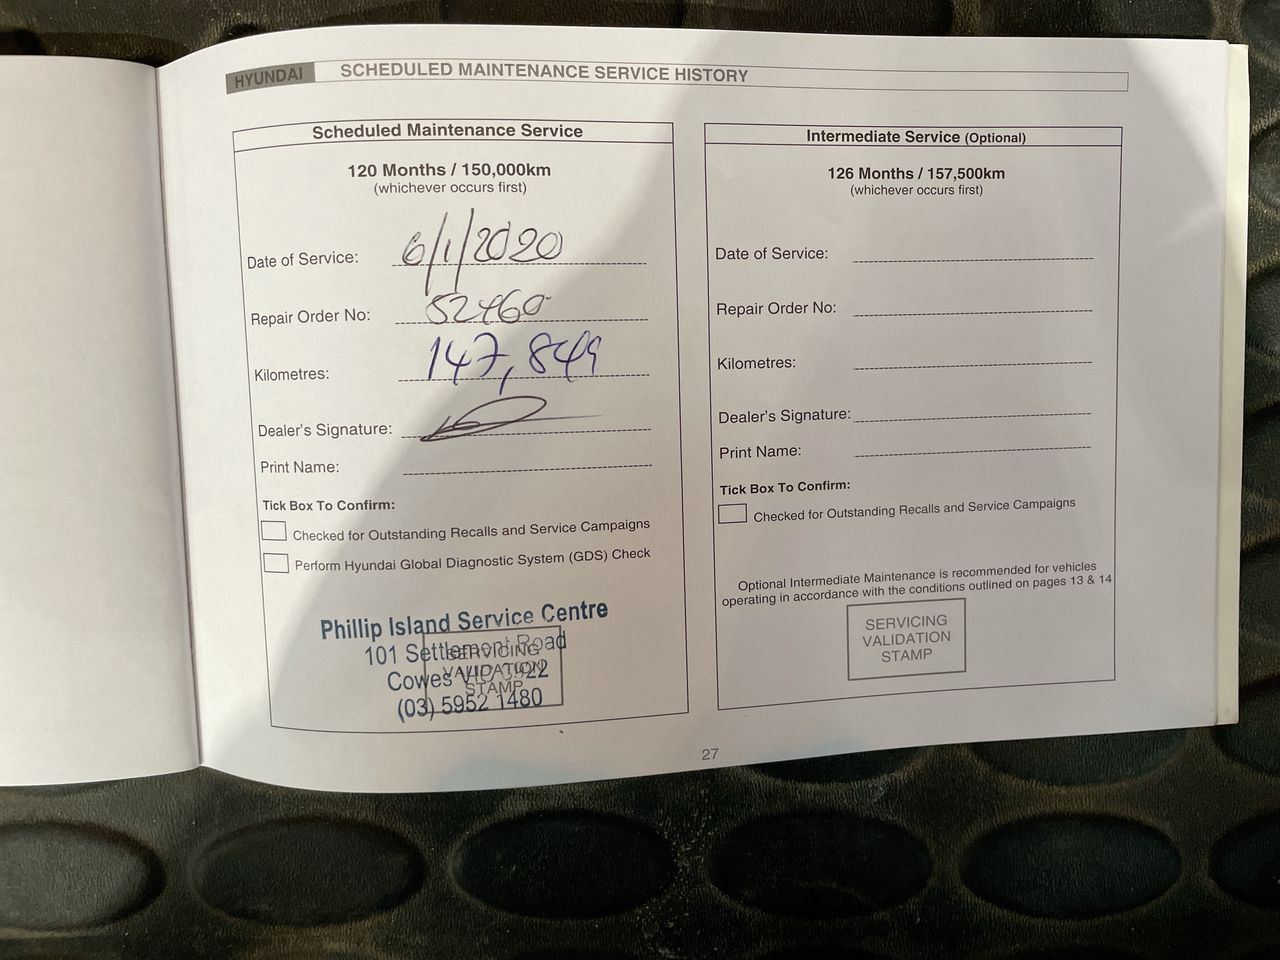 HYUNDAI SCHEDULED MAINTENANCE SERVICE HISTORY
Scheduled Maintenance Service
120 Months / 150,000km
(whichever occurs first)
Date of Service: 6/1/2020
Repair Order No: 52460
Kilometres: 147,849
Dealer's Signature:
Print Name:
Tick Box To Confirm:
Checked for Outstanding Recalls and Service Campaigns
Perform Hyundai Global Diagnostic System (GDS) Check
Phillip Island Service Centre
101 Settlement Road
Cowes VIC 3922
(03) 5952 1480
SERVICING
VALIDATION
STAMP
Intermediate Service (Optional)
126 Months / 157,500km
(whichever occurs first)
Date of Service:
Repair Order No:
Kilometres:
Dealer's Signature:
Print Name:
Tick Box To Confirm:
Checked for Outstanding Recalls and Service Campaigns
Optional Intermediate Maintenance is recommended for vehicles
operating in accordance with the conditions outlined on pages 13 & 14
SERVICING
VALIDATION
STAMP
27